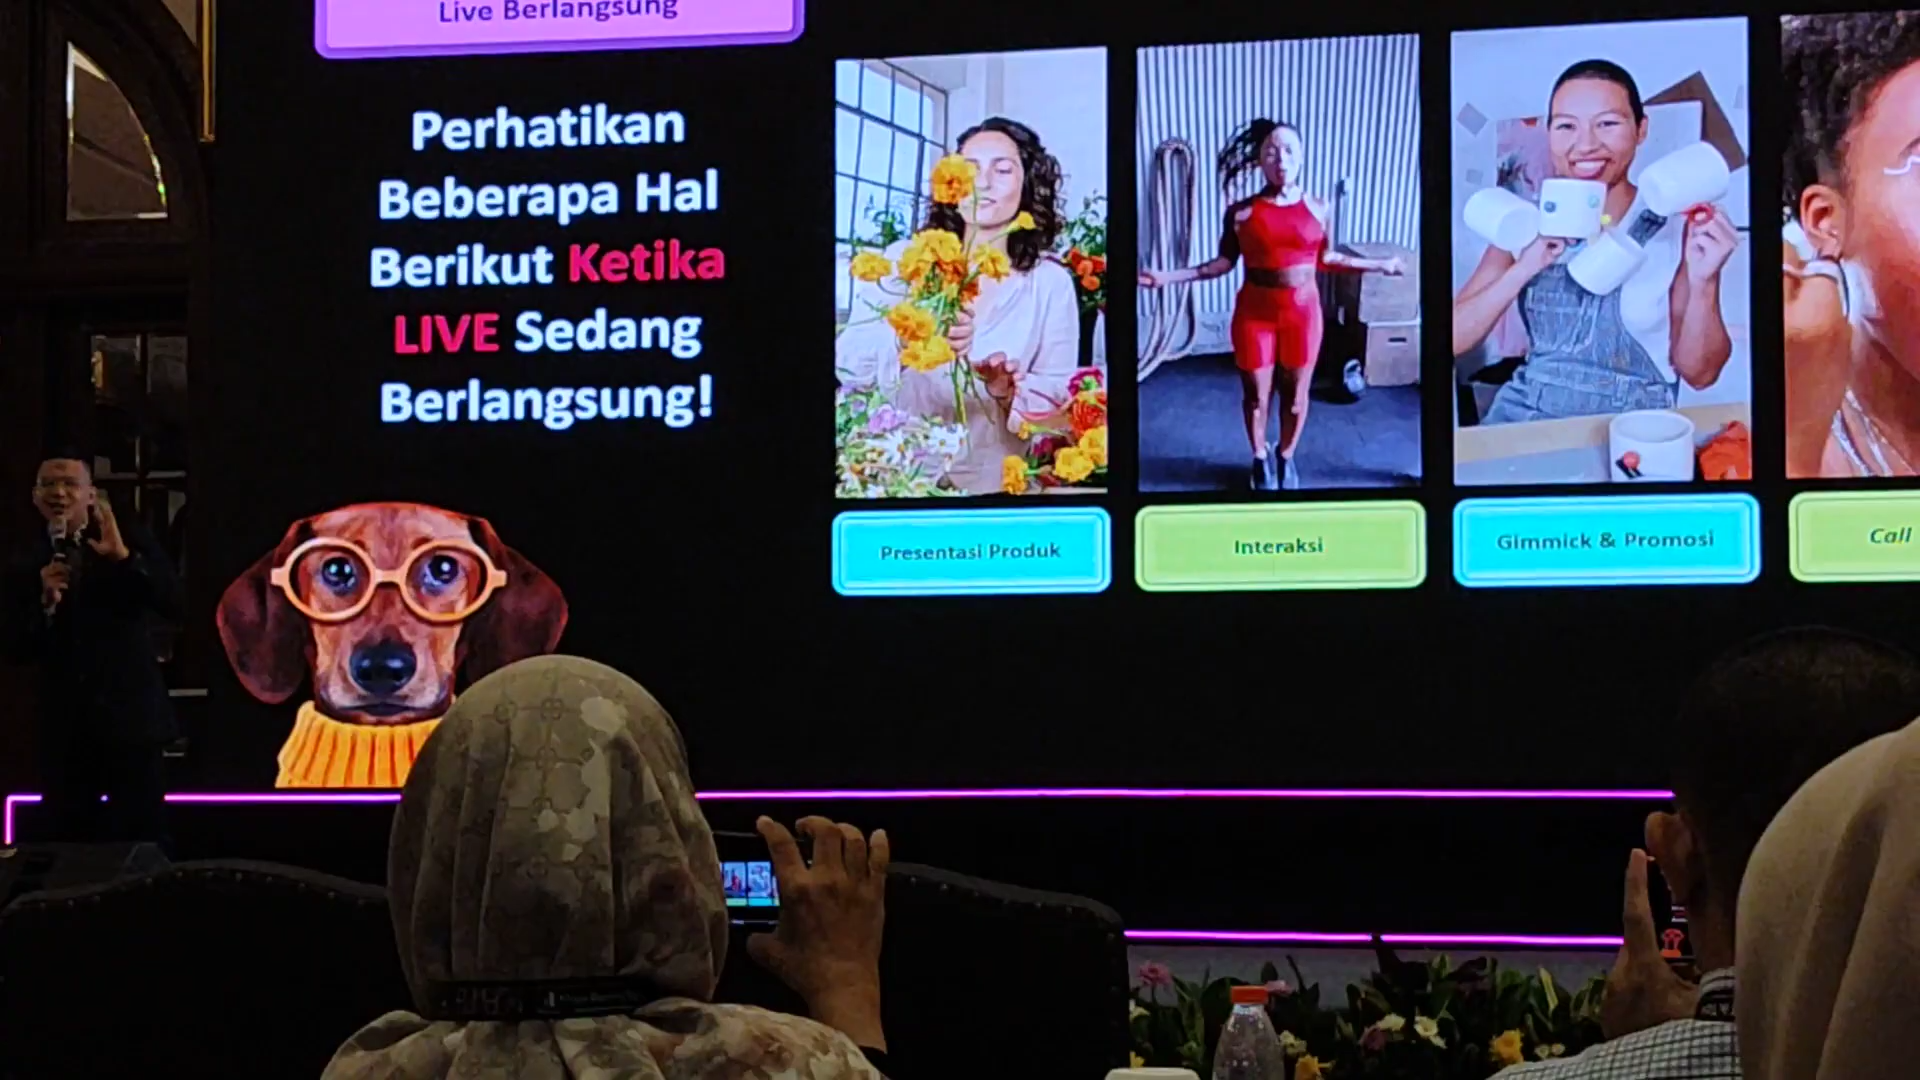 Live Berlangsung
Perhatikan
Beberapa Hal
Berikut Ketika
LIVE Sedang
Berlangsung!
Presentasi Produk
Interaksi
Gimmick & Promosi
Call